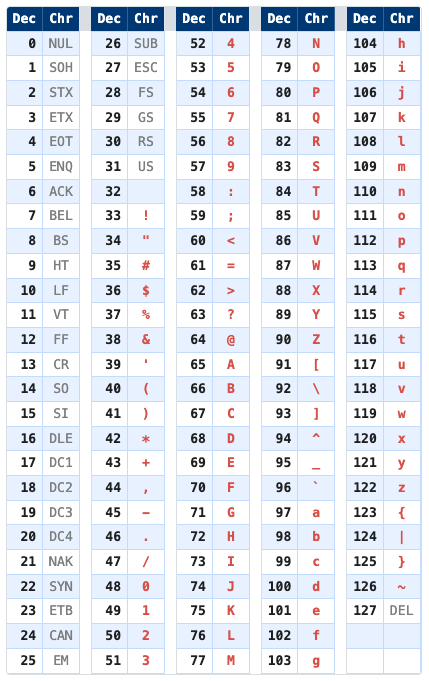 Dec Chr Dec Chr Dec Chr Dec Chr Dec Chr
0 NUL 26 SUB 52 4 78 N 104 h
1 SOH 27 ESC 53 5 79 O 105 i
2 STX 28 FS 54 6 80 P 106 j
3 ETX 29 GS 55 7 81 Q 107 k
4 EOT 30 RS 56 8 82 R 108 l
5 ENQ 31 US 57 9 83 S 109 m
6 ACK 32 58 : 84 T 110 n
7 BEL 33 ! 59 ; 85 U 111 o
8 BS 34 " 60 < 86 V 112 p
9 HT 35 # 61 = 87 W 113 q
10 LF 36 $ 62 > 88 X 114 r
11 VT 37 % 63 ? 89 Y 115 s
12 FF 38 & 64 @ 90 Z 116 t
13 CR 39 ' 65 A 91 [ 117 u
14 SO 40 ( 66 B 92 \ 118 v
15 SI 41 ) 67 C 93 ] 119 w
16 DLE 42 * 68 D 94 ^ 120 x
17 DC1 43 + 69 E 95 _ 121 y
18 DC2 44 , 70 F 96 ` 122 z
19 DC3 45 - 71 G 97 a 123 {
20 DC4 46 . 72 H 98 b 124 |
21 NAK 47 / 73 I 99 c 125 }
22 SYN 48 0 74 J 100 d 126 ~
23 ETB 49 1 75 K 101 e 127 DEL
24 CAN 50 2 76 L 102 f
25 EM 51 3 77 M 103 g